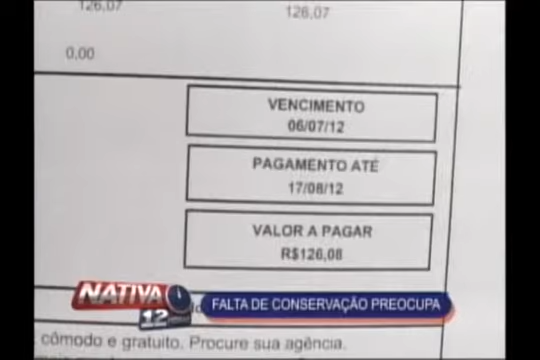 126,07
126,07
0,00
VENCIMENTO
06/07/12
PAGAMENTO ATÉ
17/08/12
VALOR A PAGAR
R$126,08
NATIVA
12
FALTA DE CONSERVAÇÃO PREOCUPA
cômodo e gratuito. Procure sua agência.